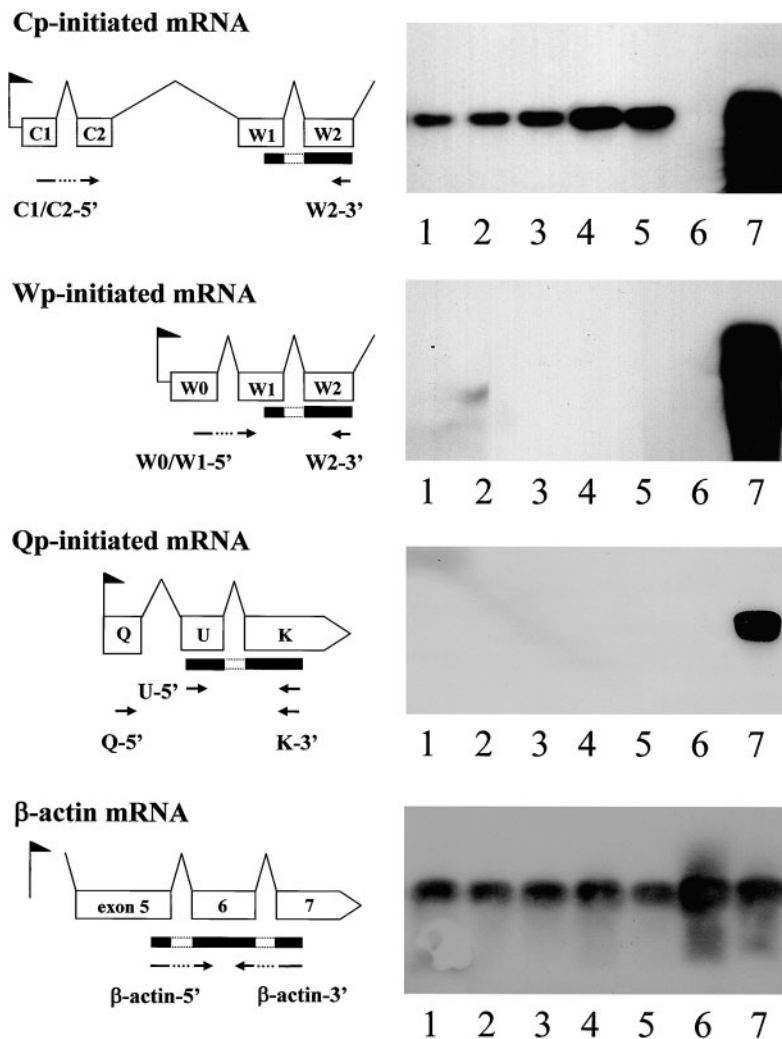 Cp-initiated mRNA
C1 C2 W1 W2
C1/C2-5’ W2-3’
1 2 3 4 5 6 7
Wp-initiated mRNA
W0 W1 W2
W0/W1-5’ W2-3’
1 2 3 4 5 6 7
Qp-initiated mRNA
Q U K
U-5’
Q-5’ K-3’
1 2 3 4 5 6 7
β-actin mRNA
exon 5 6 7
β-actin-5’ β-actin-3’
1 2 3 4 5 6 7